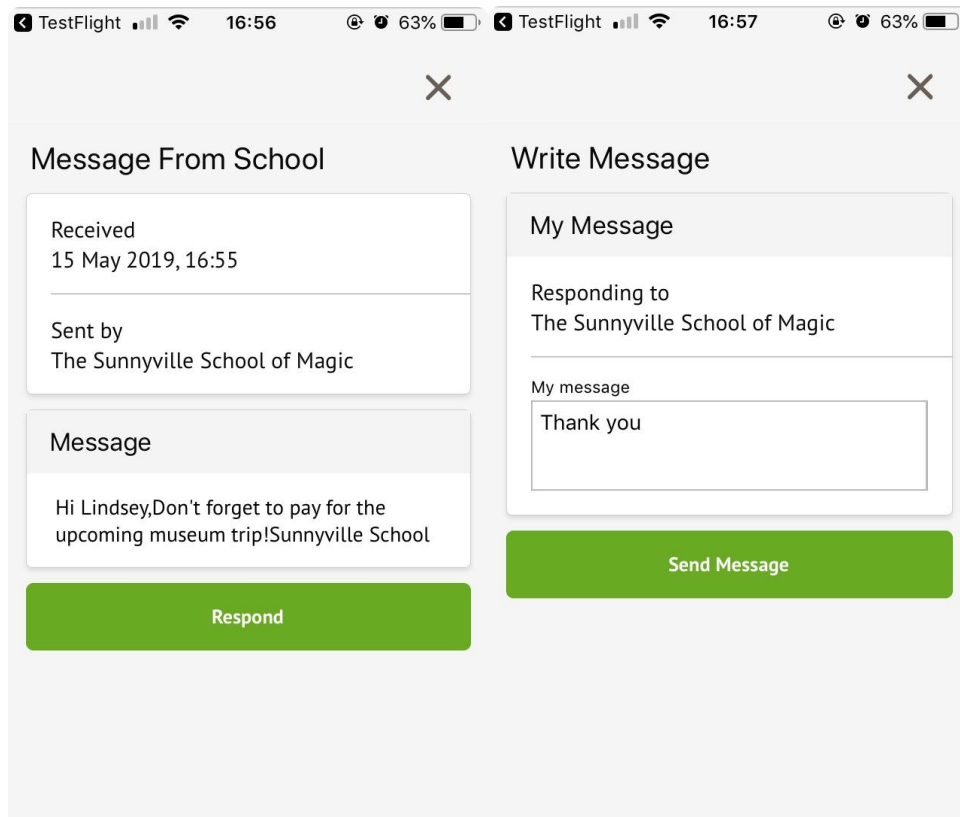 TestFlight 16:56 63%
Message From School
Received
15 May 2019, 16:55
Sent by
The Sunnyville School of Magic
Message
Hi Lindsey,Don't forget to pay for the
upcoming museum trip!Sunnyville School
Respond
TestFlight 16:57 63%
Write Message
My Message
Responding to
The Sunnyville School of Magic
My message
Thank you
Send Message